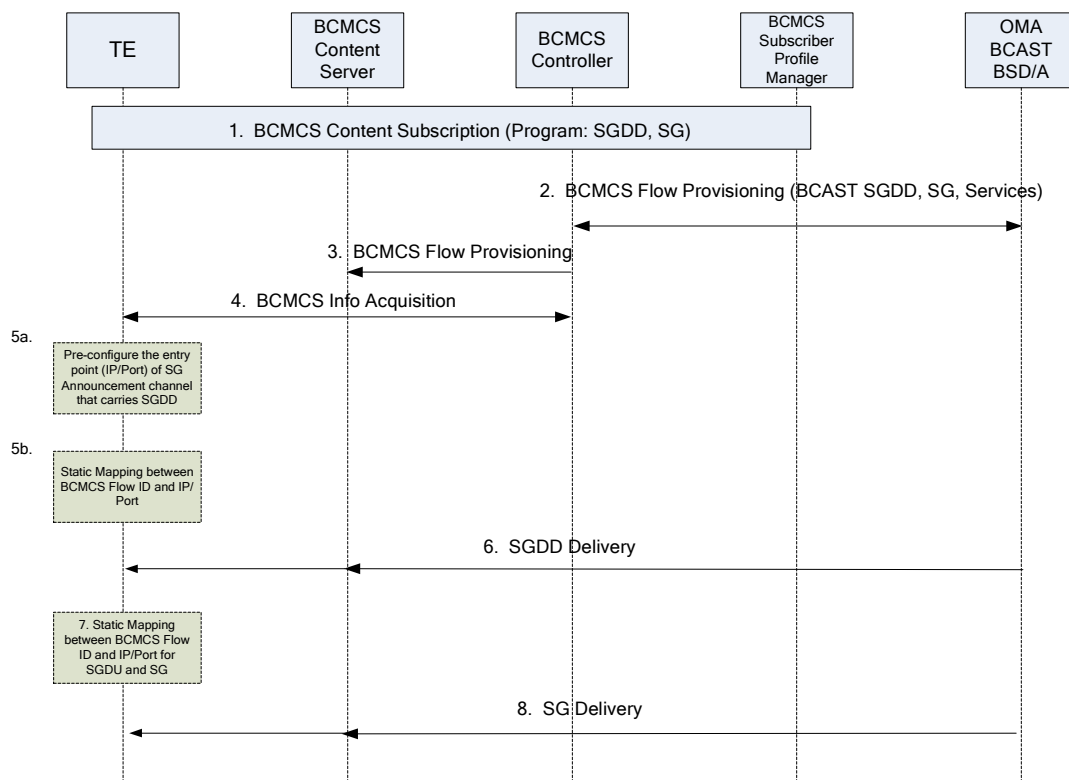 TE
BCMCS
Content
Server
BCMCS
Controller
BCMCS
Subscriber
Profile
Manager
OMA
BCAST
BSD/A
1. BCMCS Content Subscription (Program: SGDD, SG)
2. BCMCS Flow Provisioning (BCAST SGDD, SG, Services)
3. BCMCS Flow Provisioning
4. BCMCS Info Acquisition
5a.
Pre-configure the entry
point (IP/Port) of SG
Announcement channel
that carries SGDD
5b.
Static Mapping between
BCMCS Flow ID and IP/
Port
6. SGDD Delivery
7. Static Mapping
between BCMCS Flow
ID and IP/Port for
SGDU and SG
8. SG Delivery